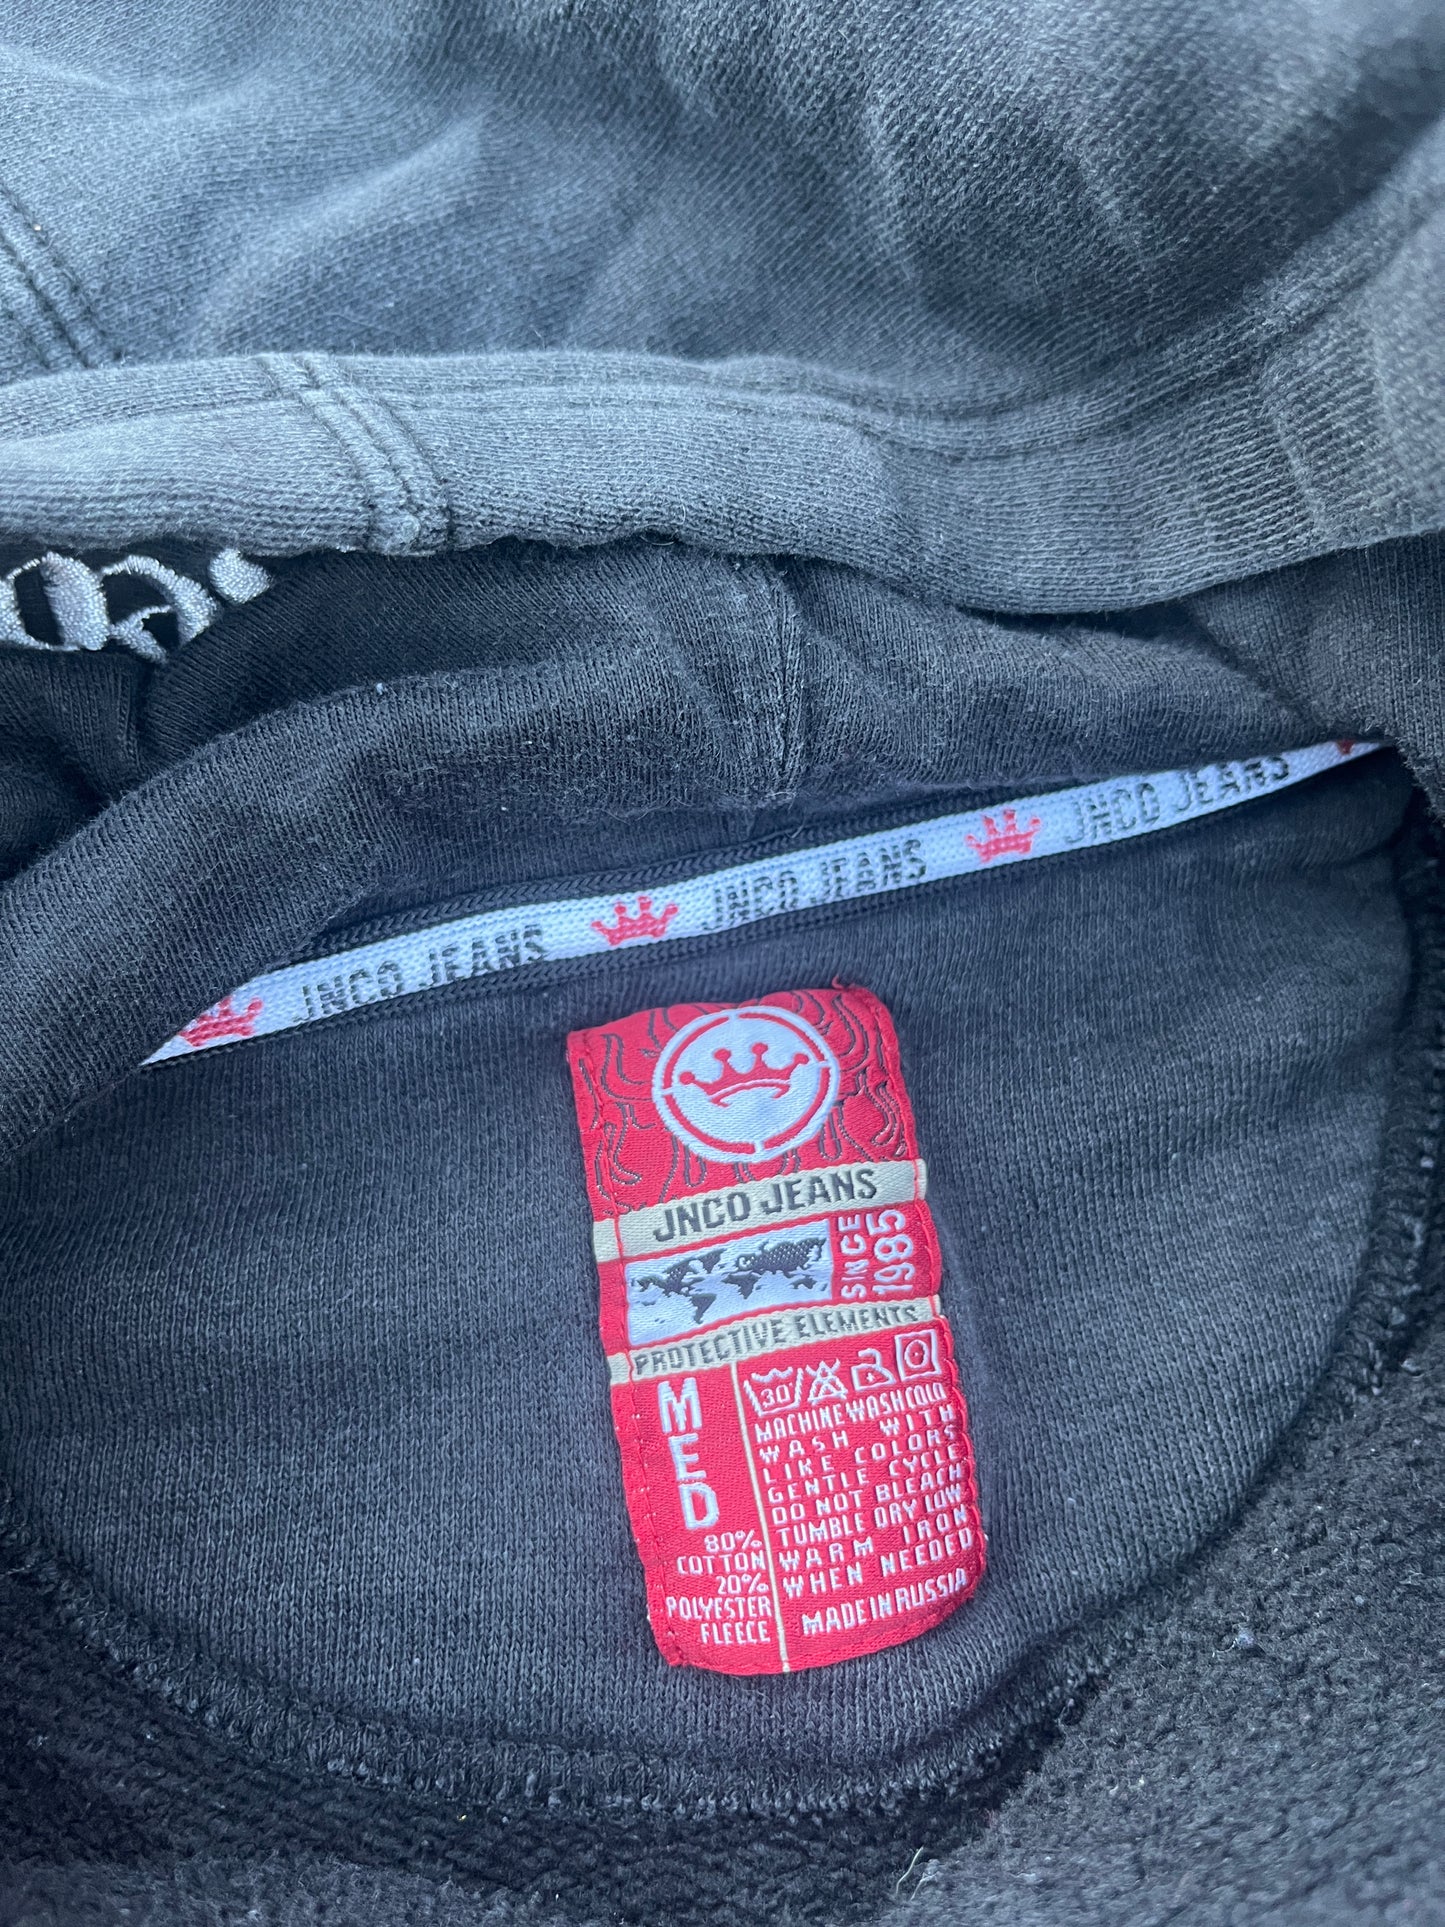 JNCO JEANS
JNCO JEANS
JNCO JEANS
JNCO JEANS
SINCE
1985
PROTECTIVE ELEMENTS
MED
80%
COTTON
20%
POLYESTER
FLEECE
30°
MACHINE WASH COLD
WASH WITH
LIKE COLORS
GENTLE CYCLE
DO NOT BLEACH
TUMBLE DRY LOW
WARM IRON
WHEN NEEDED
MADE IN RUSSIA